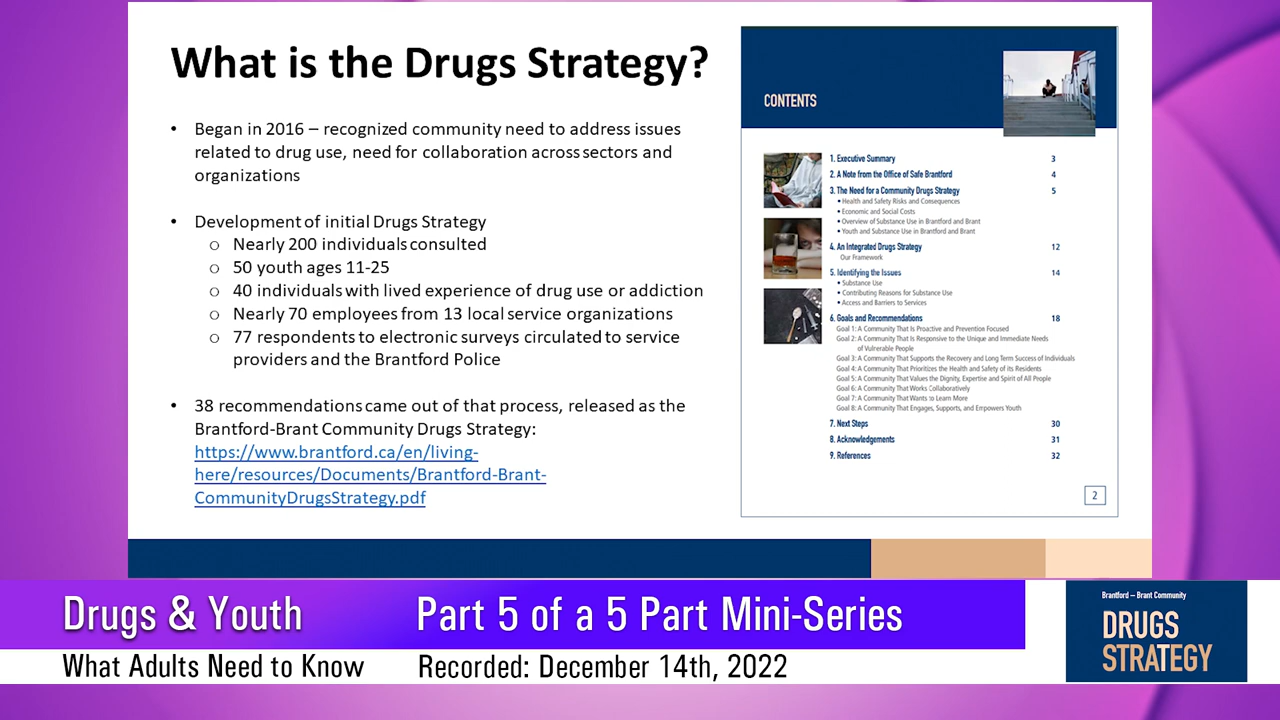 What is the Drugs Strategy?
• Began in 2016 – recognized community need to address issues
related to drug use, need for collaboration across sectors and
organizations
• Development of initial Drugs Strategy
o Nearly 200 individuals consulted
o 50 youth ages 11-25
o 40 individuals with lived experience of drug use or addiction
o Nearly 70 employees from 13 local service organizations
o 77 respondents to electronic surveys circulated to service
providers and the Brantford Police
• 38 recommendations came out of that process, released as the
Brantford-Brant Community Drugs Strategy:
https://www.brantford.ca/en/living-
here/resources/Documents/Brantford-Brant-
CommunityDrugsStrategy.pdf
CONTENTS
1. Executive Summary 3
2. A Note from the Office of Safe Brantford 4
3. The Need for a Community Drugs Strategy 5
• Health and Safety Risks and Consequences
• Economic and Social Costs
• Overview of Substance Use in Brantford and Brant
• Youth and Substance Use in Brantford and Brant
4. An Integrated Drugs Strategy 12
Our Framework
5. Identifying the Issues 14
• Substance Use
• Contributing Reasons for Substance Use
• Access and Barriers to Services
6. Goals and Recommendations 18
Goal 1: A Community That Is Proactive and Prevention Focused
Goal 2: A Community That Is Responsive to the Unique and Immediate Needs
of Vulnerable People
Goal 3: A Community That Supports the Recovery and Long Term Success of Individuals
Goal 4: A Community That Prioritizes the Health and Safety of its Residents
Goal 5: A Community That Values the Dignity, Expertise and Spirit of All People
Goal 6: A Community That Works Collaboratively
Goal 7: A Community That Wants to Learn More
Goal 8: A Community That Engages, Supports, and Empowers Youth
7. Next Steps 30
8. Acknowledgements 31
9. References 32
2
Drugs & Youth
Part 5 of a 5 Part Mini-Series
What Adults Need to Know
Recorded: December 14th, 2022
Brantford – Brant Community
DRUGS
STRATEGY